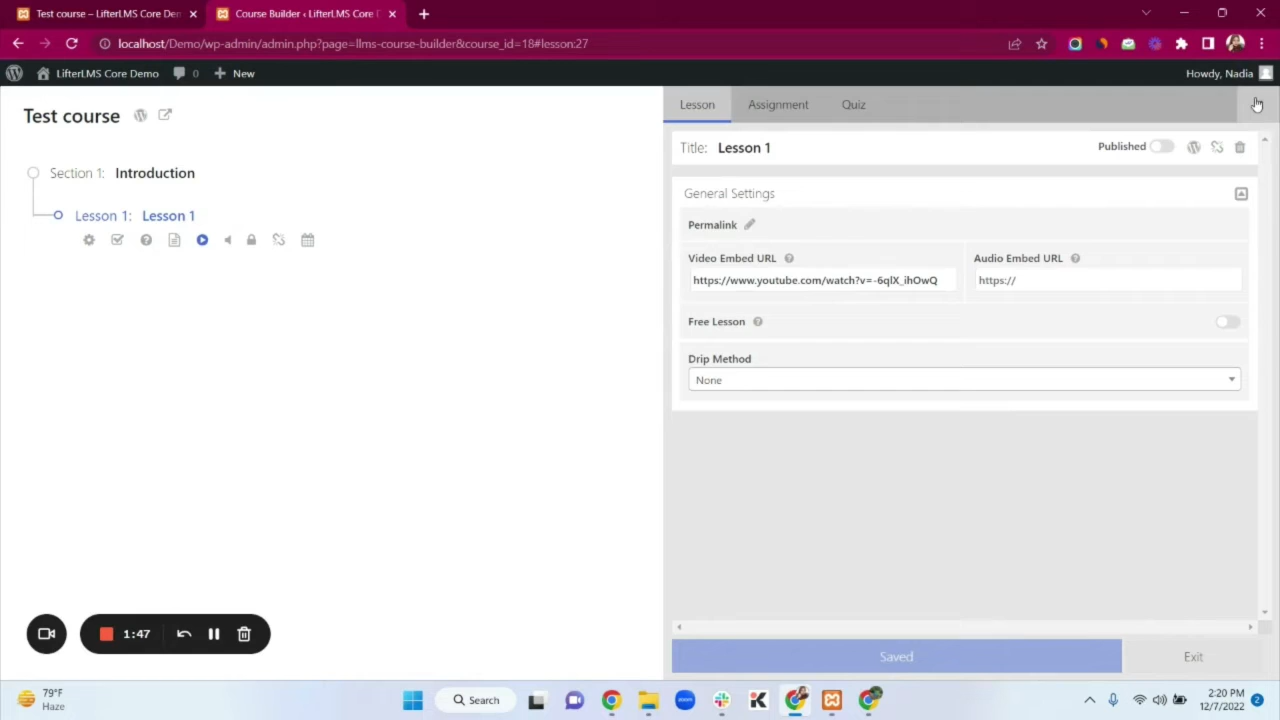 Test course – LifterLMS Core De
Course Builder ‹ LifterLMS Core
localhost/Demo/wp-admin/admin.php?page=llms-course-builder&course_id=18#lesson:27
LifterLMS Core Demo
0
New
Howdy, Nadia
Test course
Section 1: Introduction
Lesson 1: Lesson 1
Lesson
Assignment
Quiz
Title: Lesson 1
Published
General Settings
Permalink
Video Embed URL
Audio Embed URL
https://www.youtube.com/watch?v=-6qlX_ihOwQ
https://
Free Lesson
Drip Method
None
1:47
Saved
Exit
79°F
Haze
Search
zoom
2:20 PM
12/7/2022
2